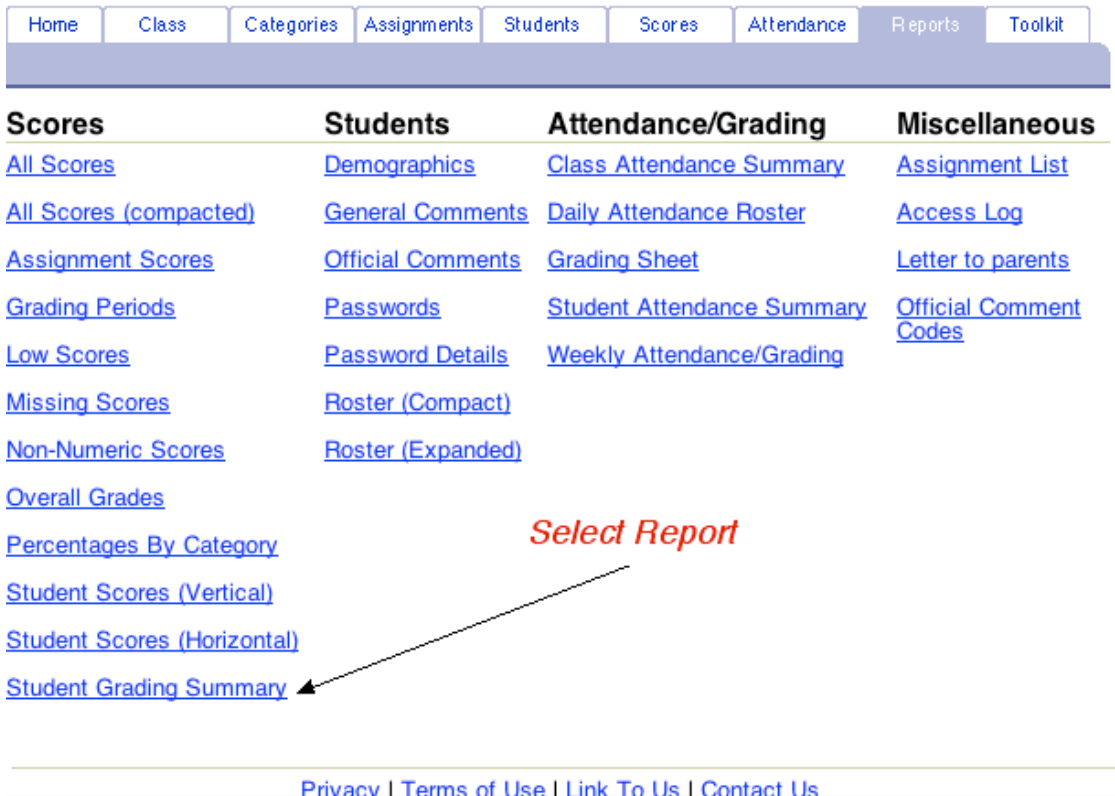 Home Class Categories Assignments Students Scores Attendance Reports Toolkit
Scores
All Scores
All Scores (compacted)
Assignment Scores
Grading Periods
Low Scores
Missing Scores
Non-Numeric Scores
Overall Grades
Percentages By Category
Student Scores (Vertical)
Student Scores (Horizontal)
Student Grading Summary
Students
Demographics
General Comments
Official Comments
Passwords
Password Details
Roster (Compact)
Roster (Expanded)
Attendance/Grading
Class Attendance Summary
Daily Attendance Roster
Grading Sheet
Student Attendance Summary
Weekly Attendance/Grading
Miscellaneous
Assignment List
Access Log
Letter to parents
Official Comment
Codes
Select Report
Privacy | Terms of Use | Link To Us | Contact Us